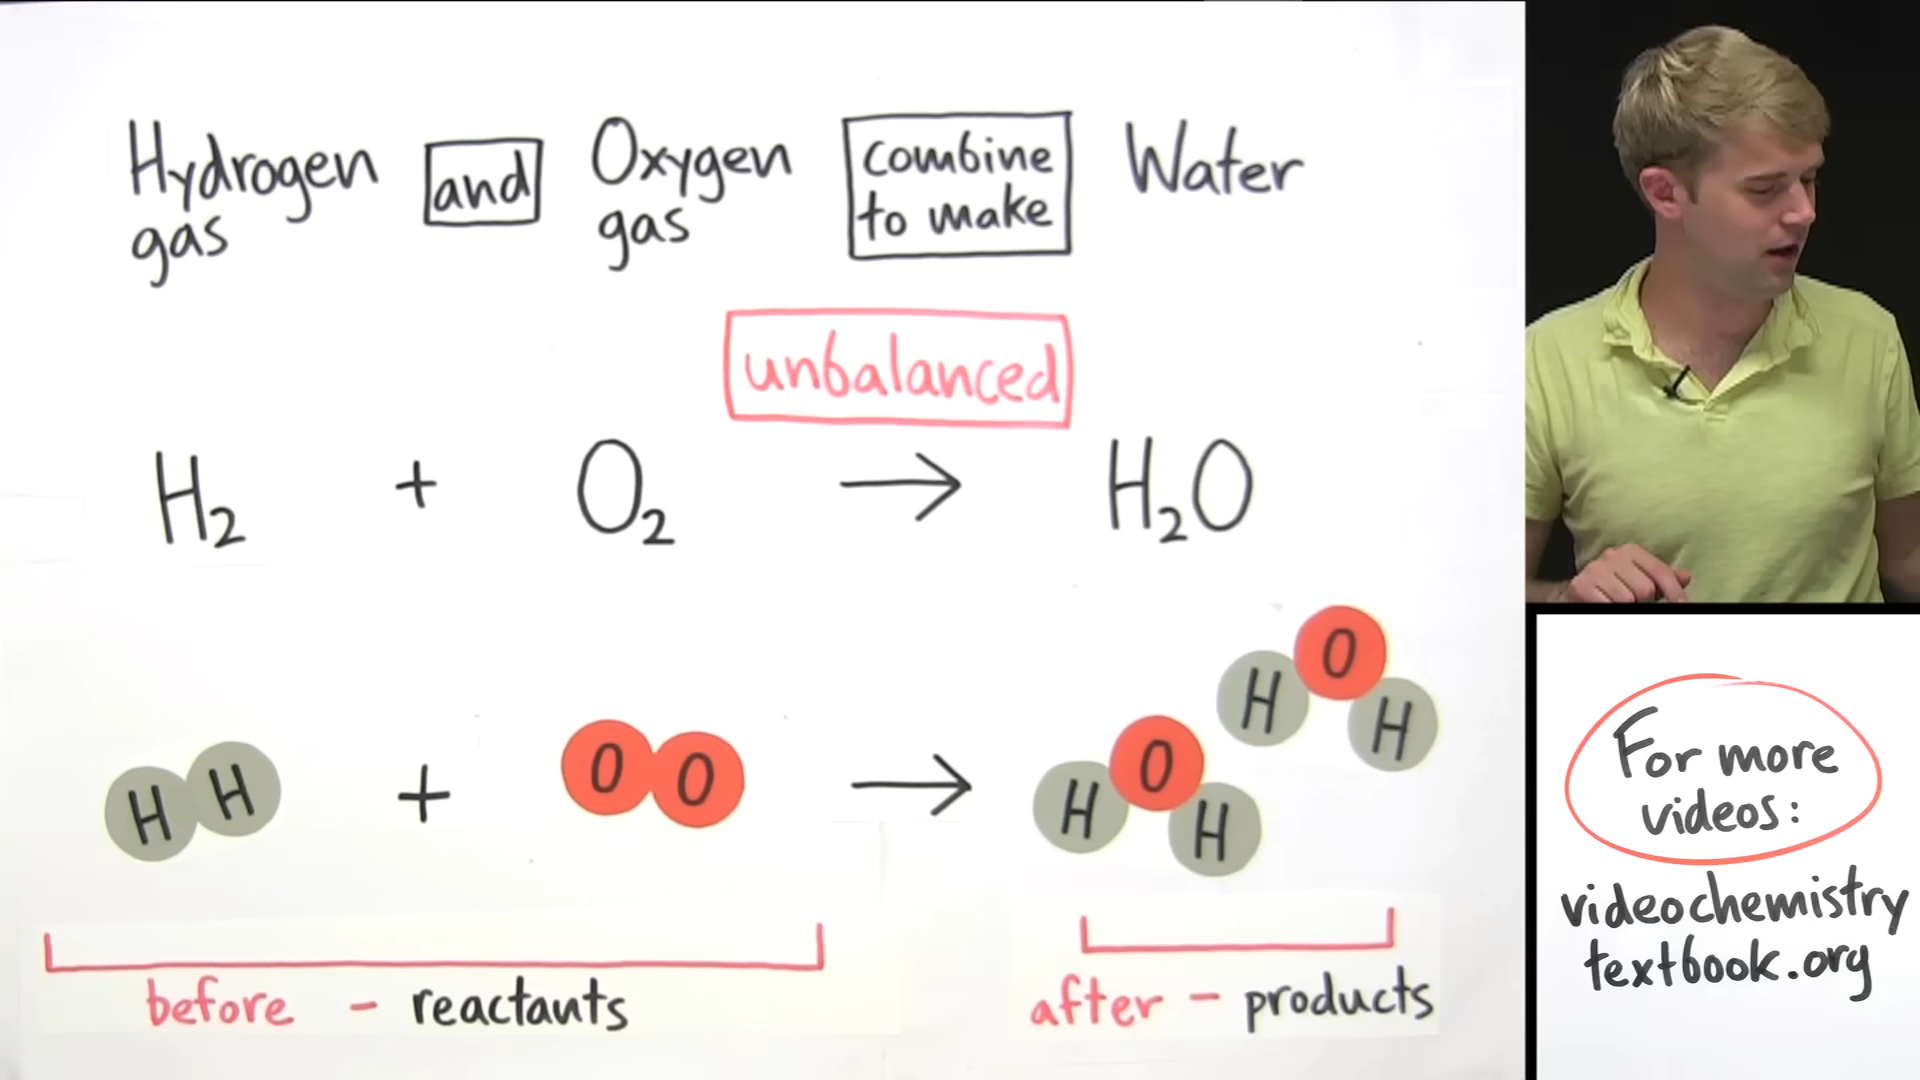 Hydrogen and Oxygen combine Water
gas gas to make
unbalanced
H₂ + O₂ → H₂O
H H + O O → H O H H O H
before - reactants after - products
For more
videos:
videochemistry
textbook.org